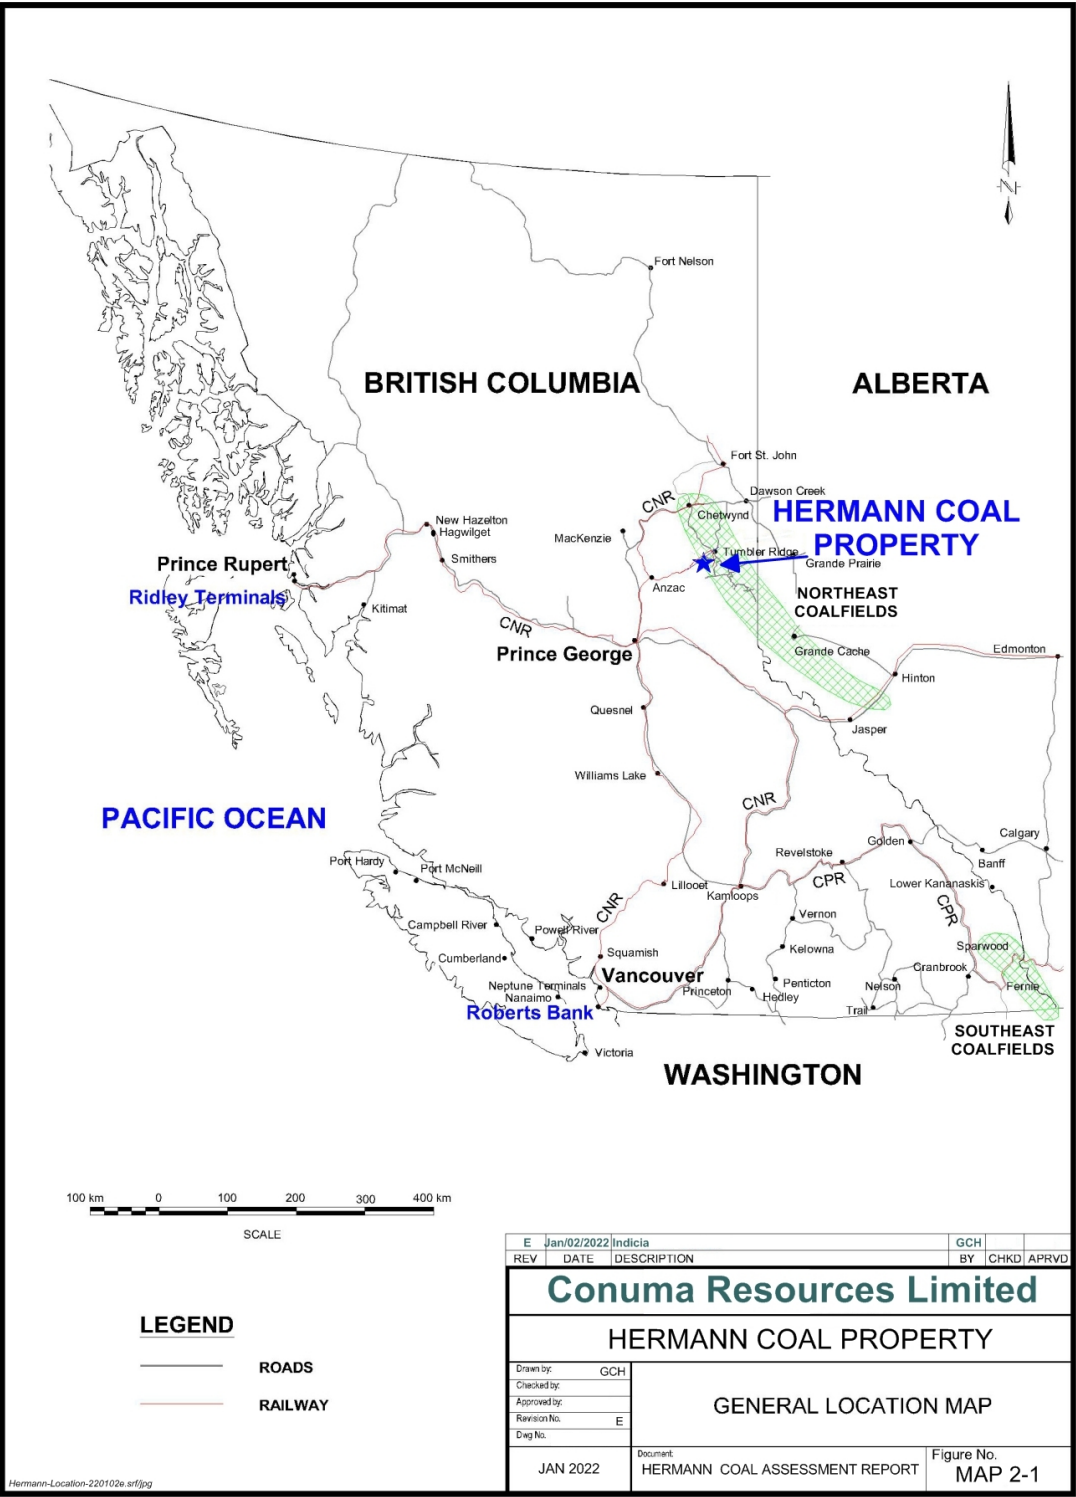 N
Fort Nelson
BRITISH COLUMBIA
ALBERTA
Fort St. John
Dawson Creek
CNR
Chetwynd
HERMANN COAL
PROPERTY
New Hazelton
Hagwilget
MacKenzie
Tumbler Ridge
Smithers
Grande Prairie
Prince Rupert
Anzac
Ridley Terminals
NORTHEAST
COALFIELDS
Kitimat
CNR
Prince George
Grande Cache
Edmonton
Hinton
Quesnel
Jasper
Williams Lake
CNR
PACIFIC OCEAN
Calgary
Golden
Revelstoke
Port Hardy
Port McNeill
Banff
CPR
Lower Kananaskis
Lillooet
Kamloops
CNR
CPR
Vernon
Campbell River
Powell River
Sparwood
Kelowna
Squamish
Cumberland
Cranbrook
Vancouver
Neptune Terminals
Princeton
Penticton
Nelson
Fernie
Nanaimo
Hedley
Roberts Bank
Trail
SOUTHEAST
COALFIELDS
Victoria
WASHINGTON
100 km 0 100 200 300 400 km
SCALE
LEGEND
ROADS
RAILWAY
E Jan/02/2022 Indicia GCH
REV DATE DESCRIPTION BY CHKD APRVD
Conuma Resources Limited
HERMANN COAL PROPERTY
Drawn by: GCH
Checked by:
Approved by:
Revision No. E
Dwg No.
GENERAL LOCATION MAP
JAN 2022
Document:
HERMANN COAL ASSESSMENT REPORT
Figure No.
MAP 2-1
Hermann-Location-220102e.srf/jpg